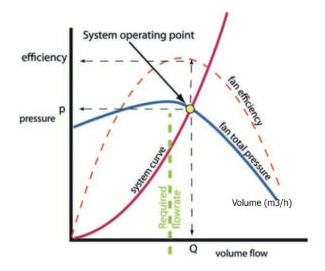 System operating point
efficiency
fan efficiency
p
pressure
fan total pressure
system curve
Volume (m3/h)
Required
flowrate
Q
volume flow